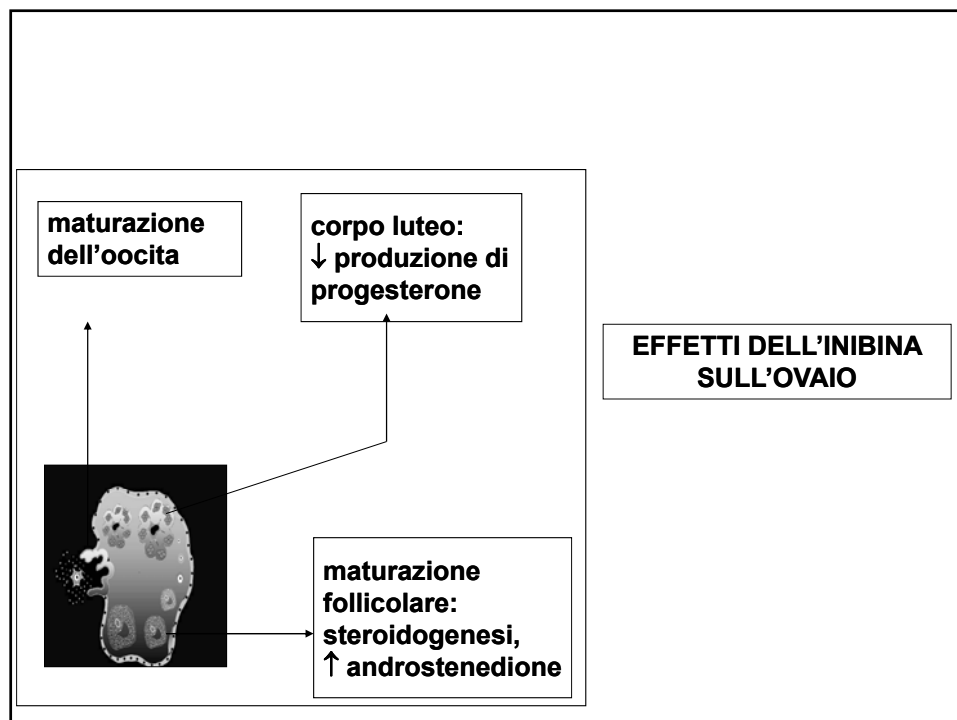 maturazione
dell’oocita
corpo luteo:
↓ produzione di
progesterone
EFFETTI DELL’INIBINA
SULL’OVAIO
maturazione
follicolare:
steroidogenesi,
↑ androstenedione